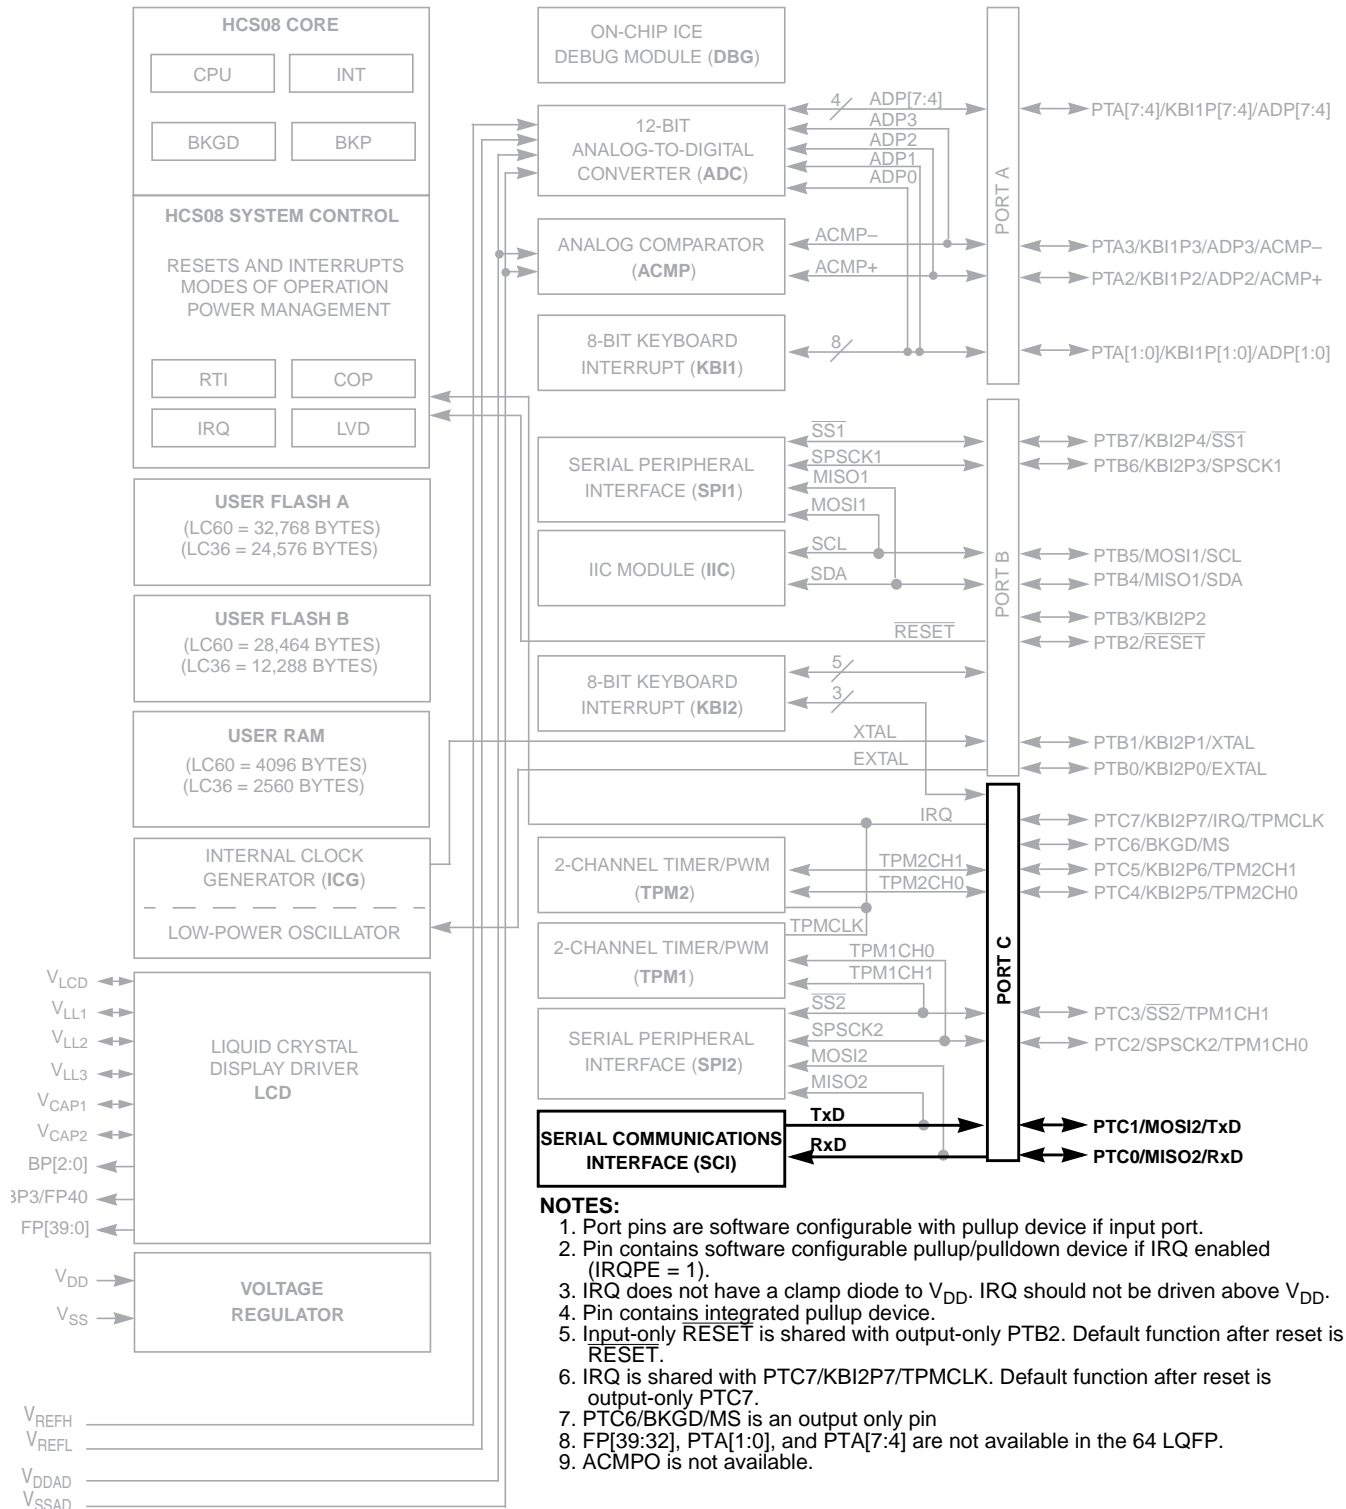 HCS08 CORE
CPU
INT
BKGD
BKP
HCS08 SYSTEM CONTROL
RESETS AND INTERRUPTS
MODES OF OPERATION
POWER MANAGEMENT
RTI
COP
IRQ
LVD
USER FLASH A
(LC60 = 32,768 BYTES)
(LC36 = 24,576 BYTES)
USER FLASH B
(LC60 = 28,464 BYTES)
(LC36 = 12,288 BYTES)
USER RAM
(LC60 = 4096 BYTES)
(LC36 = 2560 BYTES)
INTERNAL CLOCK
GENERATOR (ICG)
LOW-POWER OSCILLATOR
VLCD
VLL1
VLL2
VLL3
VCAP1
VCAP2
BP[2:0]
BP3/FP40
FP[39:0]
LIQUID CRYSTAL
DISPLAY DRIVER
LCD
VDD
VSS
VOLTAGE
REGULATOR
VREFH
VREFL
VDDAD
VSSAD
ON-CHIP ICE
DEBUG MODULE (DBG)
12-BIT
ANALOG-TO-DIGITAL
CONVERTER (ADC)
4
ADP[7:4]
ADP3
ADP2
ADP1
ADP0
ANALOG COMPARATOR
(ACMP)
ACMP–
ACMP+
8-BIT KEYBOARD
INTERRUPT (KBI1)
8
PORT A
PTA[7:4]/KBI1P[7:4]/ADP[7:4]
PTA3/KBI1P3/ADP3/ACMP–
PTA2/KBI1P2/ADP2/ACMP+
PTA[1:0]/KBI1P[1:0]/ADP[1:0]
SERIAL PERIPHERAL
INTERFACE (SPI1)
SS1
SPSCK1
MISO1
MOSI1
IIC MODULE (IIC)
SCL
SDA
RESET
8-BIT KEYBOARD
INTERRUPT (KBI2)
5
3
XTAL
EXTAL
PORT B
PTB7/KBI2P4/SS1
PTB6/KBI2P3/SPSCK1
PTB5/MOSI1/SCL
PTB4/MISO1/SDA
PTB3/KBI2P2
PTB2/RESET
PTB1/KBI2P1/XTAL
PTB0/KBI2P0/EXTAL
IRQ
2-CHANNEL TIMER/PWM
(TPM2)
TPM2CH1
TPM2CH0
TPMCLK
2-CHANNEL TIMER/PWM
(TPM1)
TPM1CH0
TPM1CH1
SERIAL PERIPHERAL
INTERFACE (SPI2)
SS2
SPSCK2
MOSI2
MISO2
SERIAL COMMUNICATIONS
INTERFACE (SCI)
TxD
RxD
PORT C
PTC7/KBI2P7/IRQ/TPMCLK
PTC6/BKGD/MS
PTC5/KBI2P6/TPM2CH1
PTC4/KBI2P5/TPM2CH0
PTC3/SS2/TPM1CH1
PTC2/SPSCK2/TPM1CH0
PTC1/MOSI2/TxD
PTC0/MISO2/RxD
NOTES:
1. Port pins are software configurable with pullup device if input port.
2. Pin contains software configurable pullup/pulldown device if IRQ enabled
(IRQPE = 1).
3. IRQ does not have a clamp diode to VDD. IRQ should not be driven above VDD.
4. Pin contains integrated pullup device.
5. Input-only RESET is shared with output-only PTB2. Default function after reset is
RESET.
6. IRQ is shared with PTC7/KBI2P7/TPMCLK. Default function after reset is
output-only PTC7.
7. PTC6/BKGD/MS is an output only pin
8. FP[39:32], PTA[1:0], and PTA[7:4] are not available in the 64 LQFP.
9. ACMPO is not available.